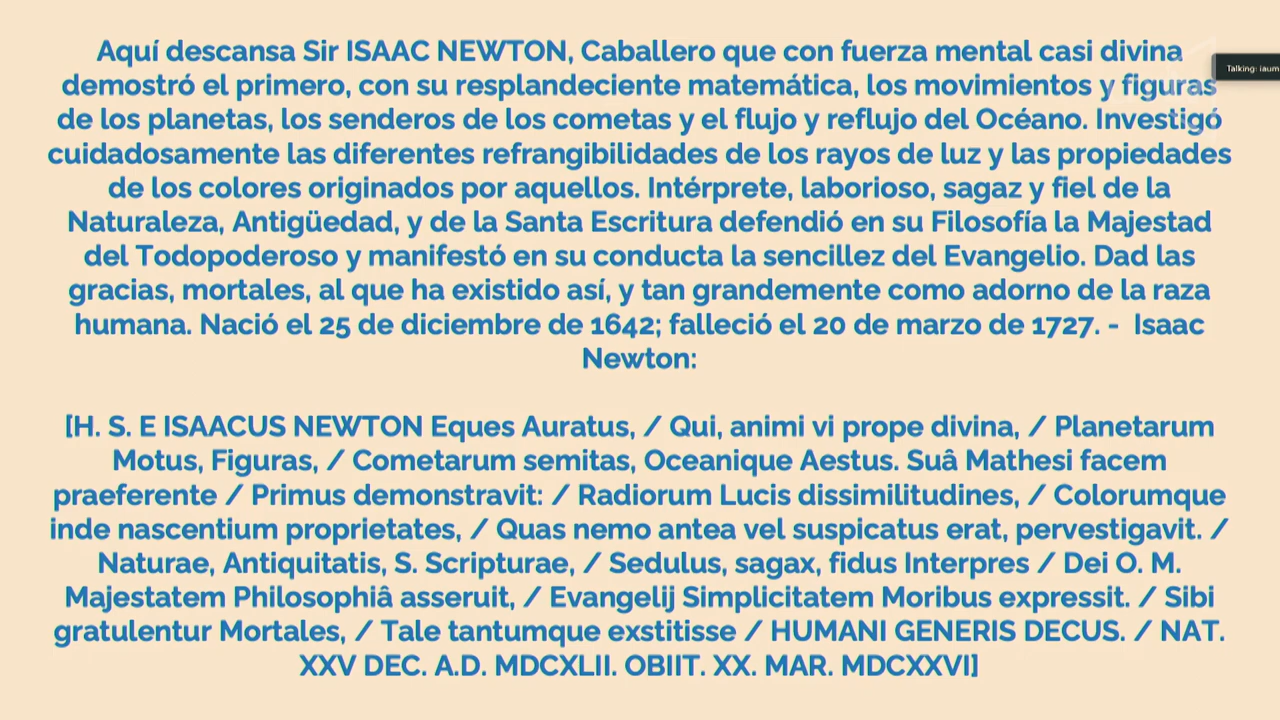 Aquí descansa Sir ISAAC NEWTON, Caballero que con fuerza mental casi divina
demostró el primero, con su resplandeciente matemática, los movimientos y figuras
de los planetas, los senderos de los cometas y el flujo y reflujo del Océano. Investigó
cuidadosamente las diferentes refrangibilidades de los rayos de luz y las propiedades
de los colores originados por aquellos. Intérprete, laborioso, sagaz y fiel de la
Naturaleza, Antigüedad, y de la Santa Escritura defendió en su Filosofía la Majestad
del Todopoderoso y manifestó en su conducta la sencillez del Evangelio. Dad las
gracias, mortales, al que ha existido así, y tan grandemente como adorno de la raza
humana. Nació el 25 de diciembre de 1642; falleció el 20 de marzo de 1727. - Isaac
Newton:
[H. S. E ISAACUS NEWTON Eques Auratus, / Qui, animi vi prope divina, / Planetarum
Motus, Figuras, / Cometarum semitas, Oceanique Aestus. Suâ Mathesi facem
praeferente / Primus demonstravit: / Radiorum Lucis dissimilitudines, / Colorumque
inde nascentium proprietates, / Quas nemo antea vel suspicatus erat, pervestigavit. /
Naturae, Antiquitatis, S. Scripturae, / Sedulus, sagax, fidus Interpres / Dei O. M.
Majestatem Philosophiâ asseruit, / Evangelij Simplicitatem Moribus expressit. / Sibi
gratulentur Mortales, / Tale tantumque exstitisse / HUMANI GENERIS DECUS. / NAT.
XXV DEC. A.D. MDCXLII. OBIIT. XX. MAR. MDCXXVI]
Talking: